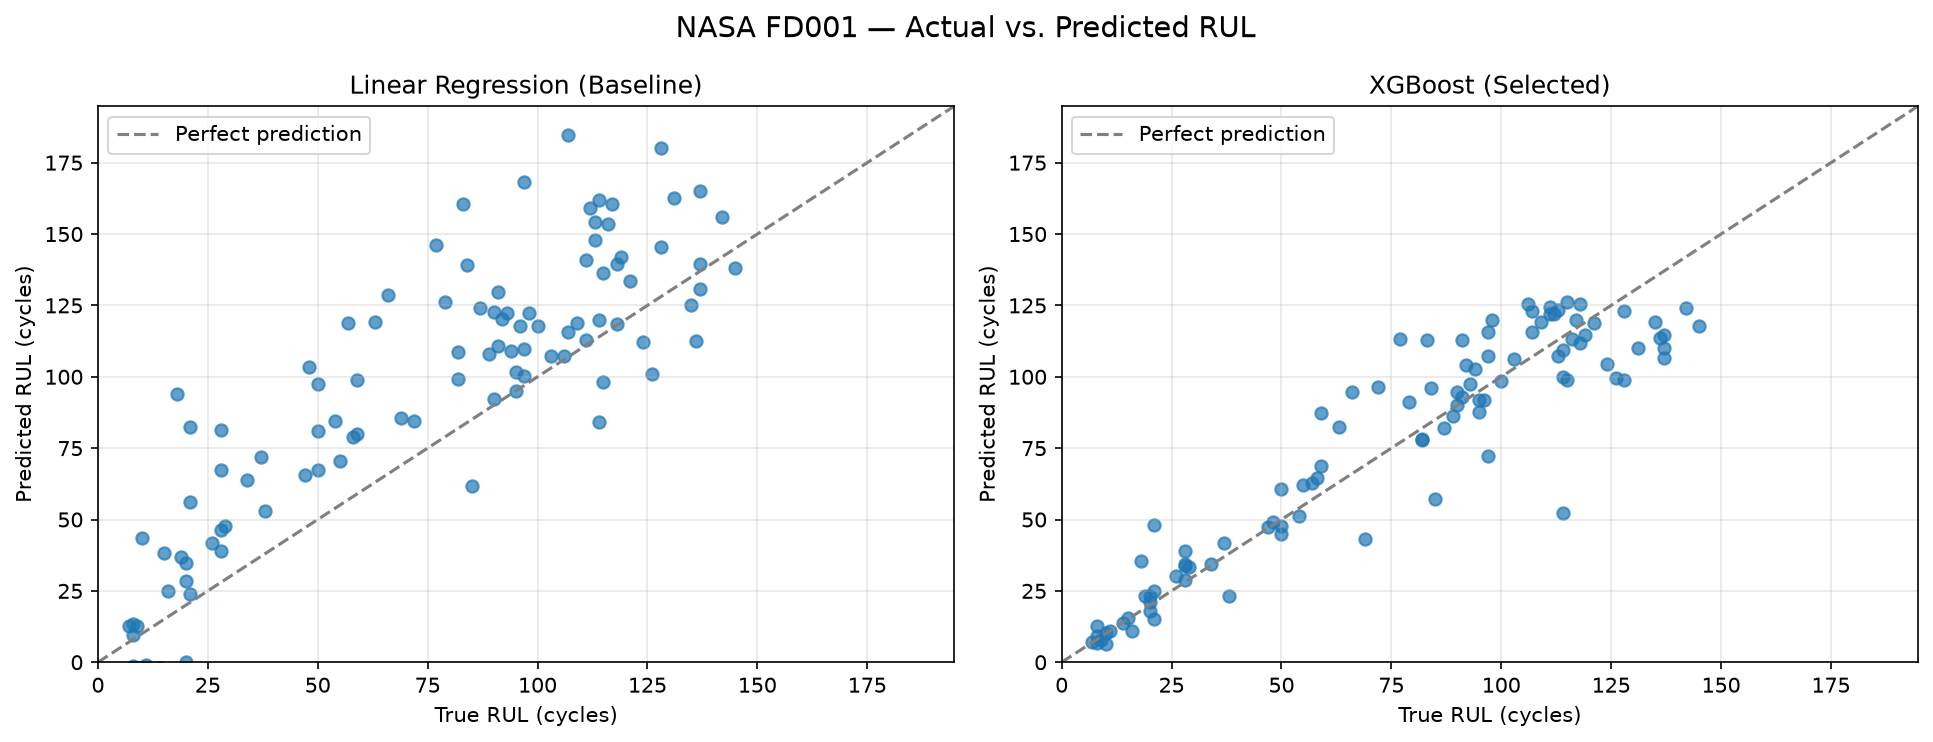 NASA FD001 — Actual vs. Predicted RUL
Linear Regression (Baseline)
Perfect prediction
Predicted RUL (cycles)
175
150
125
100
75
50
25
0
0 25 50 75 100 125 150 175
True RUL (cycles)
XGBoost (Selected)
Perfect prediction
Predicted RUL (cycles)
175
150
125
100
75
50
25
0
0 25 50 75 100 125 150 175
True RUL (cycles)